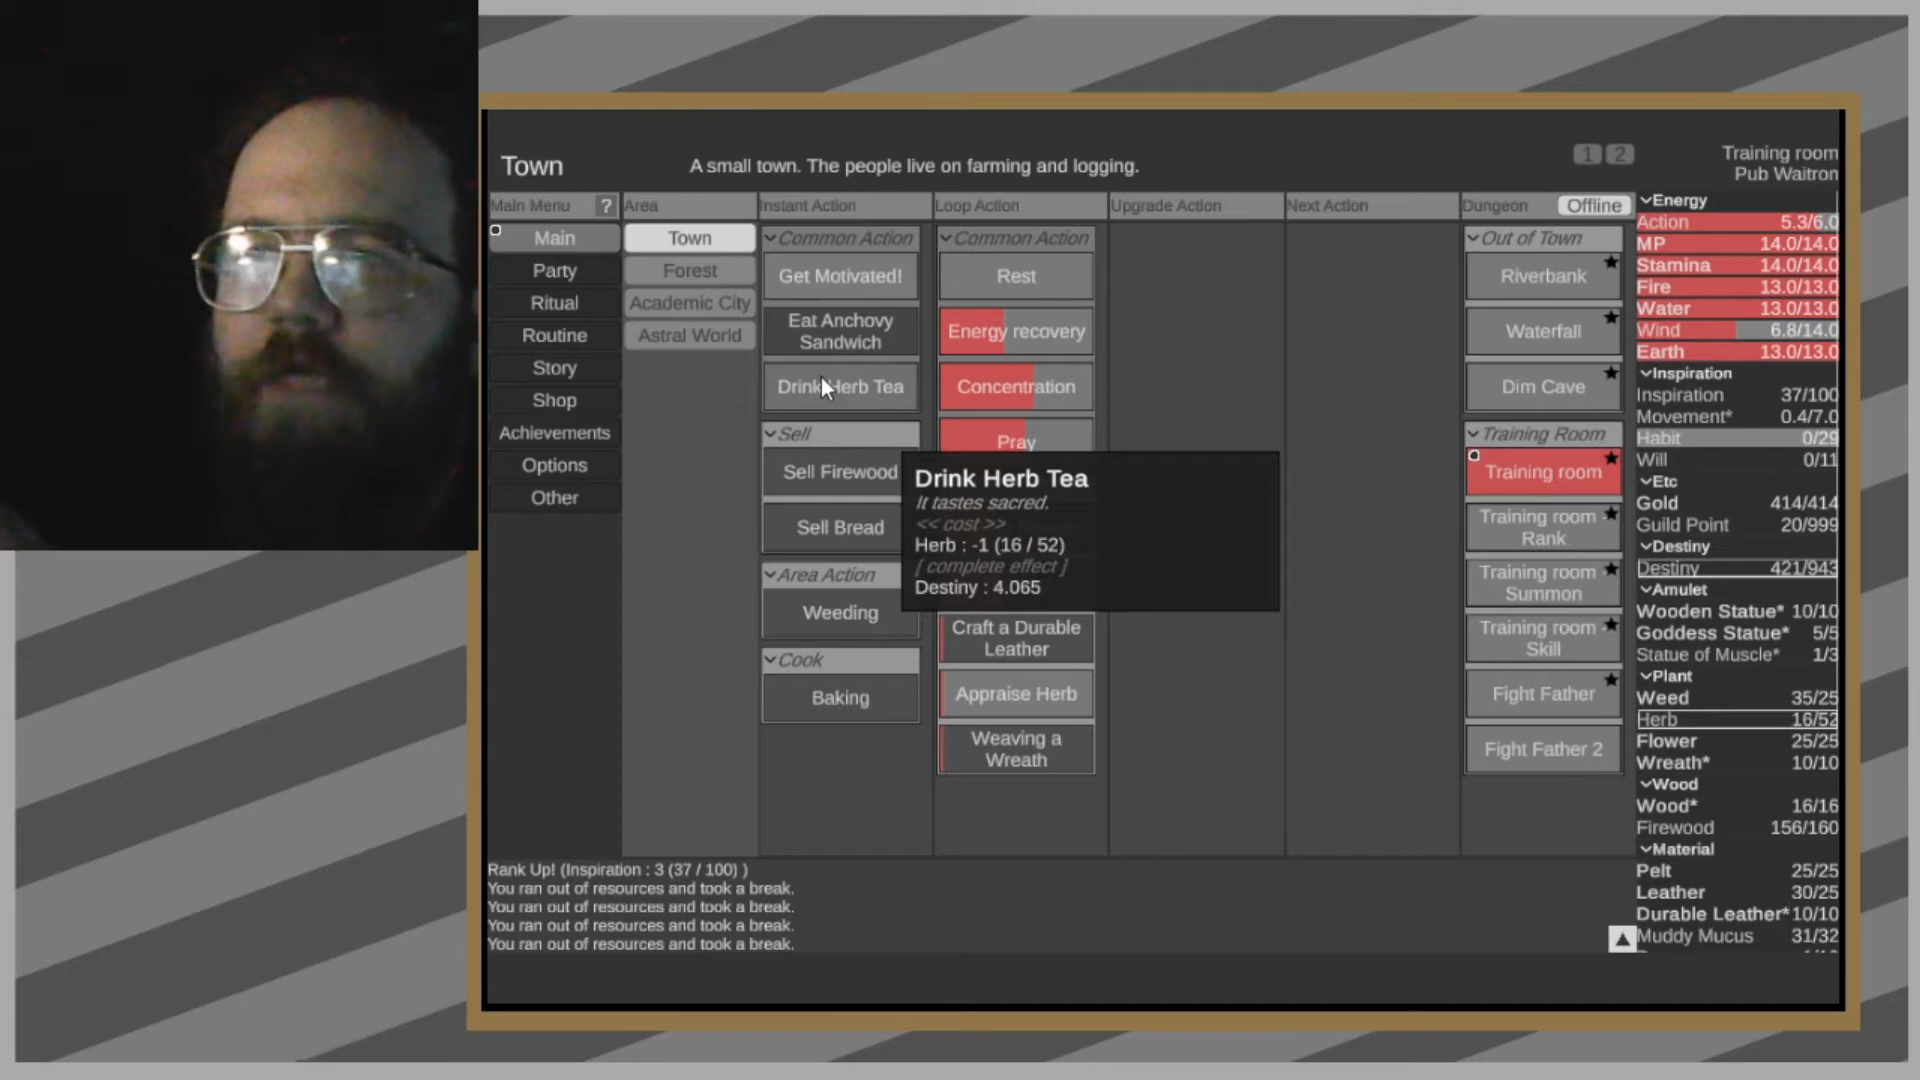 Town
A small town. The people live on farming and logging.
1 2
Training room
Pub Waitron
Main Menu ?
Area
Instant Action
Loop Action
Upgrade Action
Next Action
Dungeon
Offline
Main
Party
Ritual
Routine
Story
Shop
Achievements
Options
Other
Town
Forest
Academic City
Astral World
Common Action
Get Motivated!
Eat Anchovy
Sandwich
Drink Herb Tea
Sell
Sell Firewood
Sell Bread
Area Action
Weeding
Cook
Baking
Common Action
Rest
Energy recovery
Concentration
Pray
Drink Herb Tea
It tastes sacred.
<< cost >>
Herb : -1 (16 / 52)
[ complete effect ]
Destiny : 4.065
Craft a Durable
Leather
Appraise Herb
Weaving a
Wreath
Out of Town
Riverbank
Waterfall
Dim Cave
Training Room
Training room
Training room -
Rank
Training room -
Summon
Training room -
Skill
Fight Father
Fight Father 2
Energy
Action 5.3/6.0
MP 14.0/14.0
Stamina 14.0/14.0
Fire 13.0/13.0
Water 13.0/13.0
Wind 6.8/14.0
Earth 13.0/13.0
Inspiration
Inspiration 37/100
Movement* 0.4/7.0
Habit 0/29
Will 0/11
Etc
Gold 414/414
Guild Point 20/999
Destiny
Destiny 421/943
Amulet
Wooden Statue* 10/10
Goddess Statue* 5/5
Statue of Muscle* 1/3
Plant
Weed 35/25
Herb 16/52
Flower 25/25
Wreath* 10/10
Wood
Wood* 16/16
Firewood 156/160
Material
Pelt 25/25
Leather 30/25
Durable Leather* 10/10
Muddy Mucus 31/32
Rank Up! (Inspiration : 3 (37 / 100) )
You ran out of resources and took a break.
You ran out of resources and took a break.
You ran out of resources and took a break.
You ran out of resources and took a break.